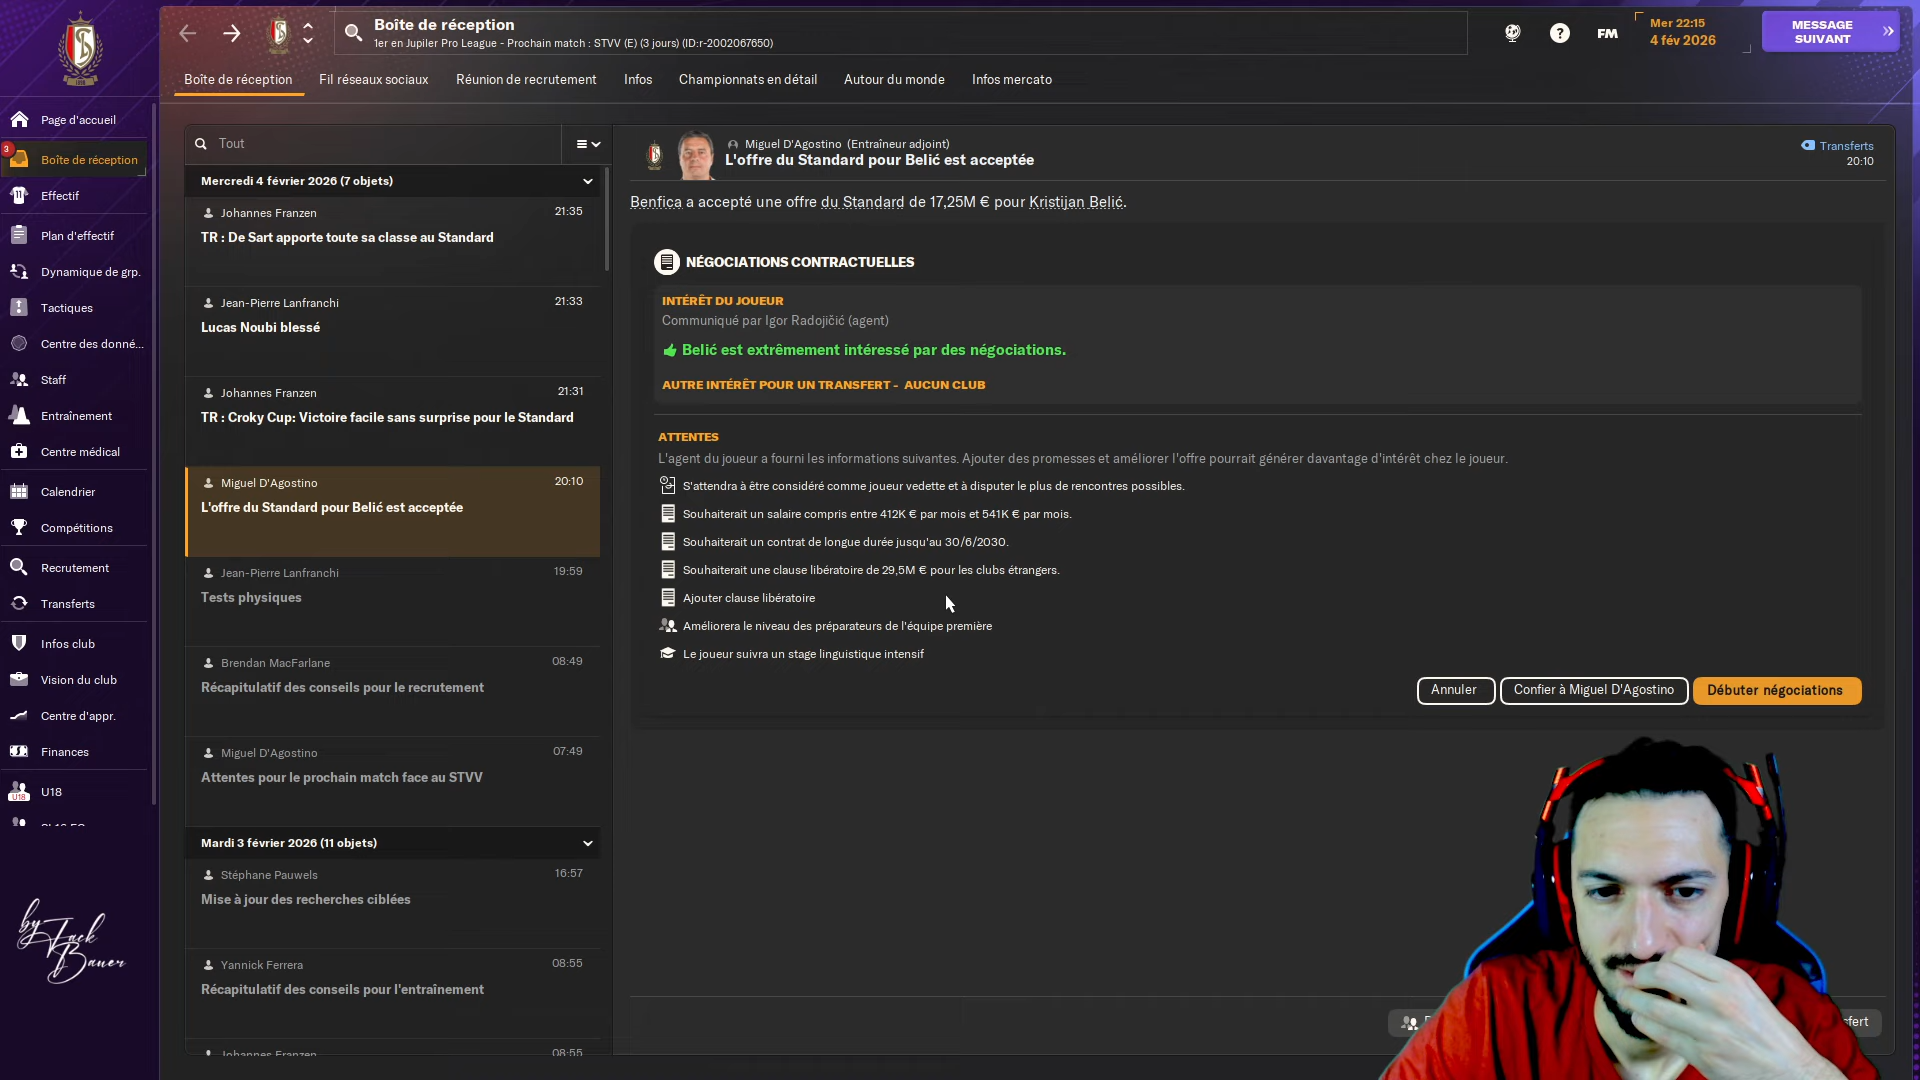 Boîte de réception
1er en Jupiler Pro League - Prochain match : STVV (E) (3 jours) (ID:r-2002067650)
FM
Mer 22:15
4 fév 2026
MESSAGE
SUIVANT
Boîte de réception
Fil réseaux sociaux
Réunion de recrutement
Infos
Championnats en détail
Autour du monde
Infos mercato
Page d'accueil
3
Boîte de réception
Effectif
Plan d'effectif
Dynamique de grp.
Tactiques
Centre des donné...
Staff
Entraînement
Centre médical
Calendrier
Compétitions
Recrutement
Transferts
Infos club
Vision du club
Centre d'appr.
Finances
U18
U18
by Jack
Bauer
Tout
Mercredi 4 février 2026 (7 objets)
Johannes Franzen
21:35
TR : De Sart apporte toute sa classe au Standard
Jean-Pierre Lanfranchi
21:33
Lucas Noubi blessé
Johannes Franzen
21:31
TR : Croky Cup: Victoire facile sans surprise pour le Standard
Miguel D'Agostino
20:10
L'offre du Standard pour Belić est acceptée
Jean-Pierre Lanfranchi
19:59
Tests physiques
Brendan MacFarlane
08:49
Récapitulatif des conseils pour le recrutement
Miguel D'Agostino
07:49
Attentes pour le prochain match face au STVV
Mardi 3 février 2026 (11 objets)
Stéphane Pauwels
16:57
Mise à jour des recherches ciblées
Yannick Ferrera
08:55
Récapitulatif des conseils pour l'entraînement
Johannes Franzen
08:55
Miguel D'Agostino (Entraîneur adjoint)
L'offre du Standard pour Belić est acceptée
Transferts
20:10
Benfica a accepté une offre du Standard de 17,25M € pour Kristijan Belić.
NÉGOCIATIONS CONTRACTUELLES
INTÉRÊT DU JOUEUR
Communiqué par Igor Radojičić (agent)
Belić est extrêmement intéressé par des négociations.
AUTRE INTÉRÊT POUR UN TRANSFERT - AUCUN CLUB
ATTENTES
L'agent du joueur a fourni les informations suivantes. Ajouter des promesses et améliorer l'offre pourrait générer davantage d'intérêt chez le joueur.
S'attendra à être considéré comme joueur vedette et à disputer le plus de rencontres possibles.
Souhaiterait un salaire compris entre 412K € par mois et 541K € par mois.
Souhaiterait un contrat de longue durée jusqu'au 30/6/2030.
Souhaiterait une clause libératoire de 29,5M € pour les clubs étrangers.
Ajouter clause libératoire
Améliorera le niveau des préparateurs de l'équipe première
Le joueur suivra un stage linguistique intensif
Annuler
Confier à Miguel D'Agostino
Débuter négociations